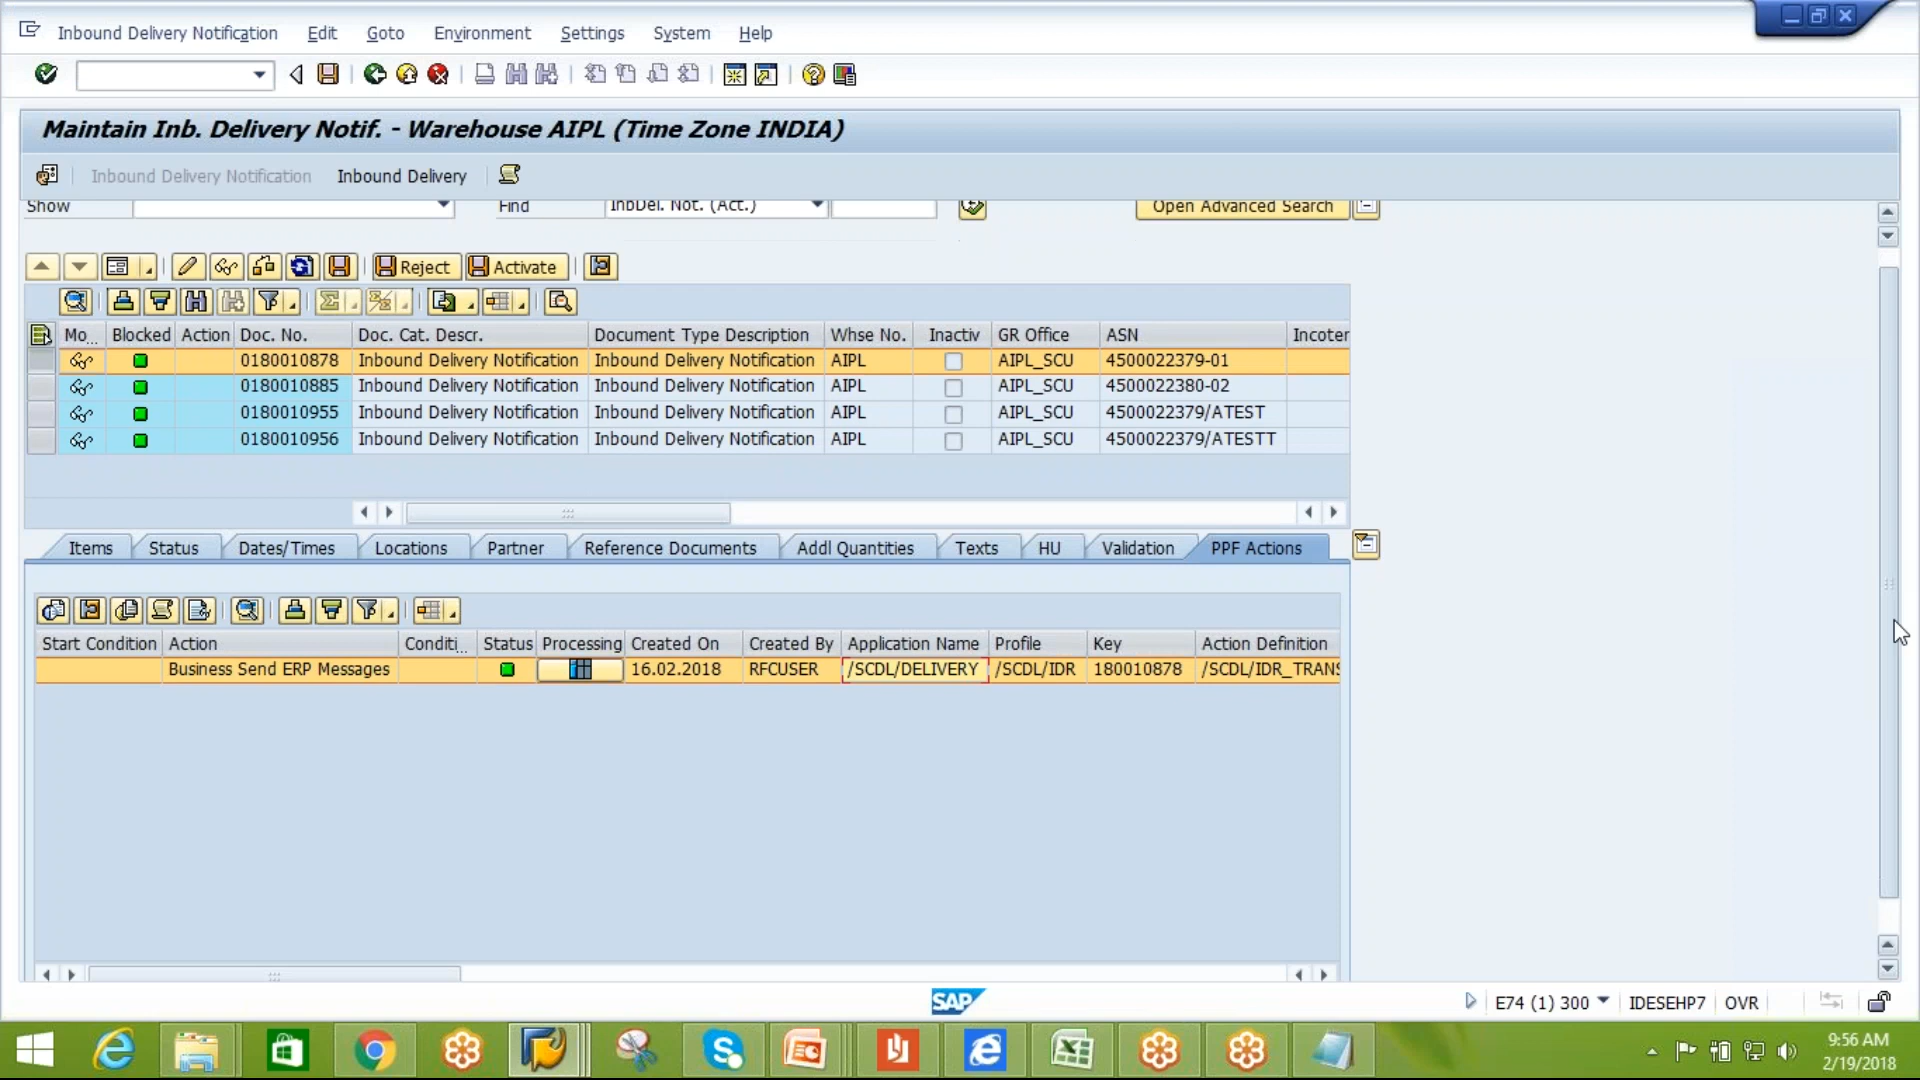 Inbound Delivery Notification Edit Goto Environment Settings System Help
Maintain Inb. Delivery Notif. - Warehouse AIPL (Time Zone INDIA)
Inbound Delivery Notification Inbound Delivery
Show Find InbDel. Not. (Act.) Open Advanced Search
Reject Activate
Mo... Blocked Action Doc. No. Doc. Cat. Descr. Document Type Description Whse No. Inactiv GR Office ASN Incoter
0180010878 Inbound Delivery Notification Inbound Delivery Notification AIPL AIPL_SCU 4500022379-01
0180010885 Inbound Delivery Notification Inbound Delivery Notification AIPL AIPL_SCU 4500022380-02
0180010955 Inbound Delivery Notification Inbound Delivery Notification AIPL AIPL_SCU 4500022379/ATEST
0180010956 Inbound Delivery Notification Inbound Delivery Notification AIPL AIPL_SCU 4500022379/ATESTT
Items Status Dates/Times Locations Partner Reference Documents Addl Quantities Texts HU Validation PPF Actions
Start Condition Action Conditi... Status Processing Created On Created By Application Name Profile Key Action Definition
Business Send ERP Messages 16.02.2018 RFCUSER /SCDL/DELIVERY /SCDL/IDR 180010878 /SCDL/IDR_TRANS
SAP E74 (1) 300 IDESEHP7 OVR
9:56 AM
2/19/2018